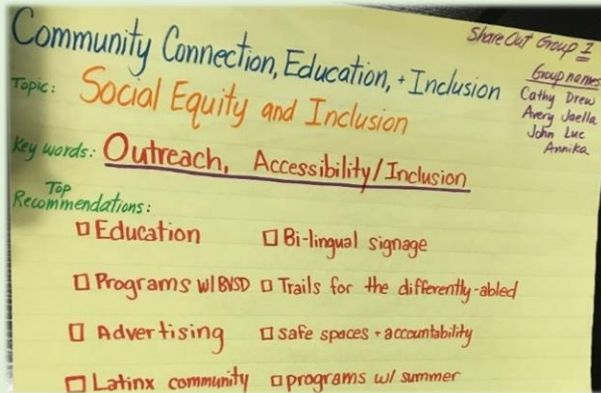 Community Connection, Education, + Inclusion
Share Out Group I
Group names
Cathy Drew
Avery Joella
John Luc
Annika
Topic: Social Equity and Inclusion
Key words: Outreach, Accessibility/Inclusion
Top
Recommendations:
Education
Bi-lingual signage
Programs w/ BVSD
Trails for the differently-abled
Advertising
safe spaces + accountability
Latinx community
programs w/ summer